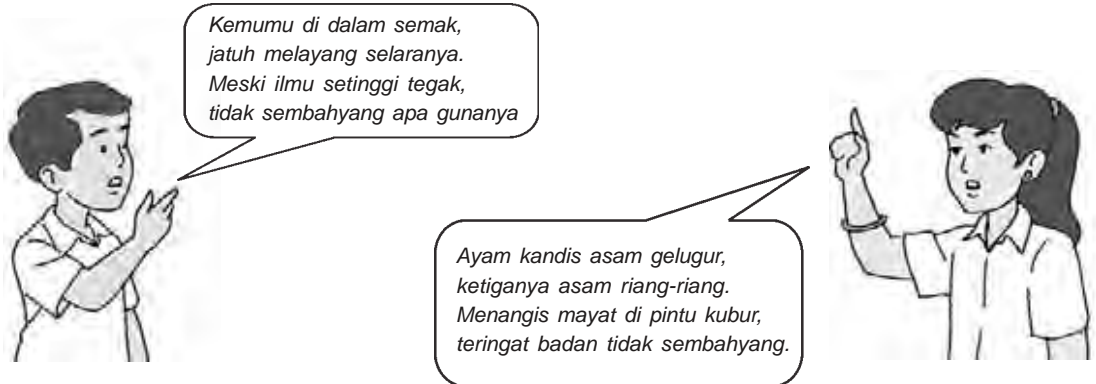 Kemumu di dalam semak,
jatuh melayang selaranya.
Meski ilmu setinggi tegak,
tidak sembahyang apa gunanya
Ayam kandis asam gelugur,
ketiganya asam riang-riang.
Menangis mayat di pintu kubur,
teringat badan tidak sembahyang.